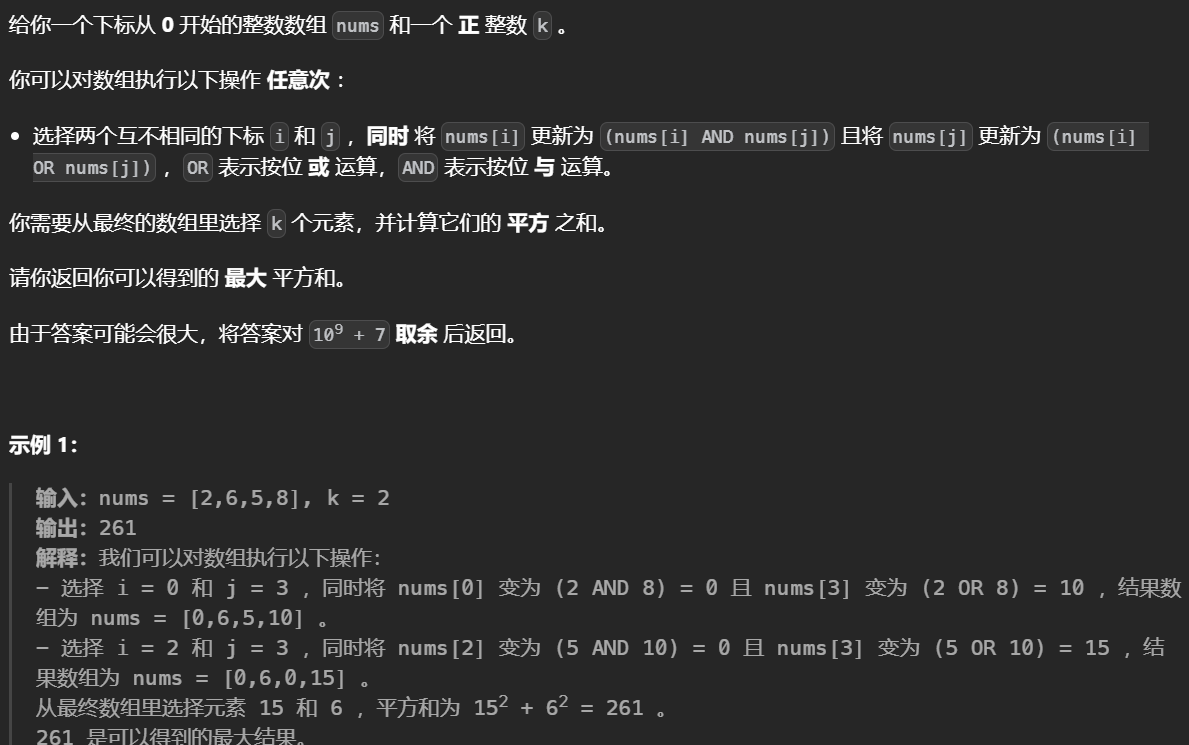 给你一个下标从 0 开始的整数数组 nums 和一个 正 整数 k 。
你可以对数组执行以下操作 任意次 ：
• 选择两个互不相同的下标 i 和 j ，同时 将 nums[i] 更新为 (nums[i] AND nums[j]) 且将 nums[j] 更新为 (nums[i]
OR nums[j]) ，OR 表示按位 或 运算，AND 表示按位 与 运算。
你需要从最终的数组里选择 k 个元素，并计算它们的 平方 之和。
请你返回你可以得到的 最大 平方和。
由于答案可能会很大，将答案对 10⁹ + 7 取余 后返回。
示例 1：
输入：nums = [2,6,5,8], k = 2
输出：261
解释：我们可以对数组执行以下操作：
- 选择 i = 0 和 j = 3 ，同时将 nums[0] 变为 (2 AND 8) = 0 且 nums[3] 变为 (2 OR 8) = 10 ，结果数
组为 nums = [0,6,5,10] 。
- 选择 i = 2 和 j = 3 ，同时将 nums[2] 变为 (5 AND 10) = 0 且 nums[3] 变为 (5 OR 10) = 15 ，结
果数组为 nums = [0,6,0,15] 。
从最终数组里选择元素 15 和 6 ，平方和为 15² + 6² = 261 。
261 是可以得到的最大结果。